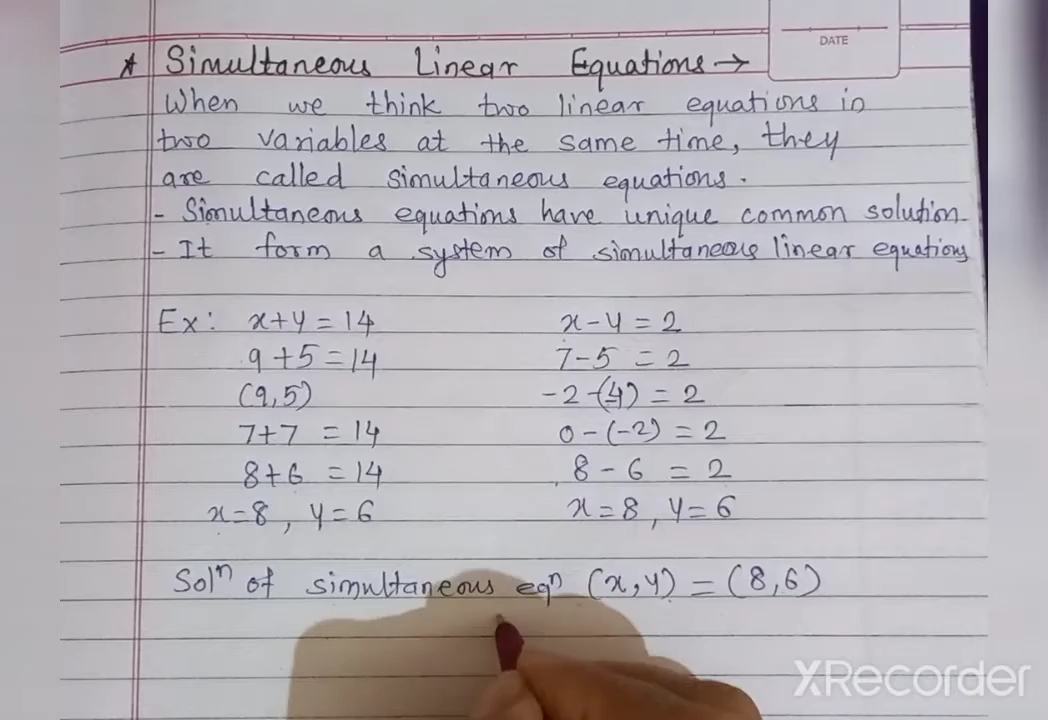 DATE
* Simultaneous Linear Equations →
When we think two linear equations in
two variables at the same time, they
are called simultaneous equations.
- Simultaneous equations have unique common solution
- It form a system of simultaneous linear equations
Ex: x+y = 14 x-y = 2
9+5 = 14 7-5 = 2
(9,5) -2-(4) = 2
7+7 = 14 0-(-2) = 2
8+6 = 14 8-6 = 2
x=8, y=6 x=8, y=6
Solⁿ of simultaneous eqⁿ (x,y) = (8,6)
XRecorder